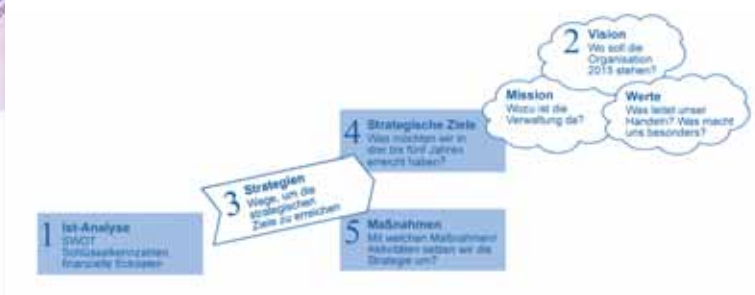 1 Ist-Analyse
SWOT
Schlüsselkennzahlen
finanzielle Eckdaten
2 Vision
Wo soll die
Organisation
2015 stehen?
Mission
Wozu ist die
Verwaltung da?
Werte
Was leitet unser
Handeln? Was macht
uns besonders?
3 Strategien
Wege, um die
strategischen
Ziele zu erreichen
4 Strategische Ziele
Was möchten wir in
drei bis fünf Jahren
erreicht haben?
5 Maßnahmen
Mit welchen Maßnahmen/
Aktivitäten setzen wir die
Strategie um?